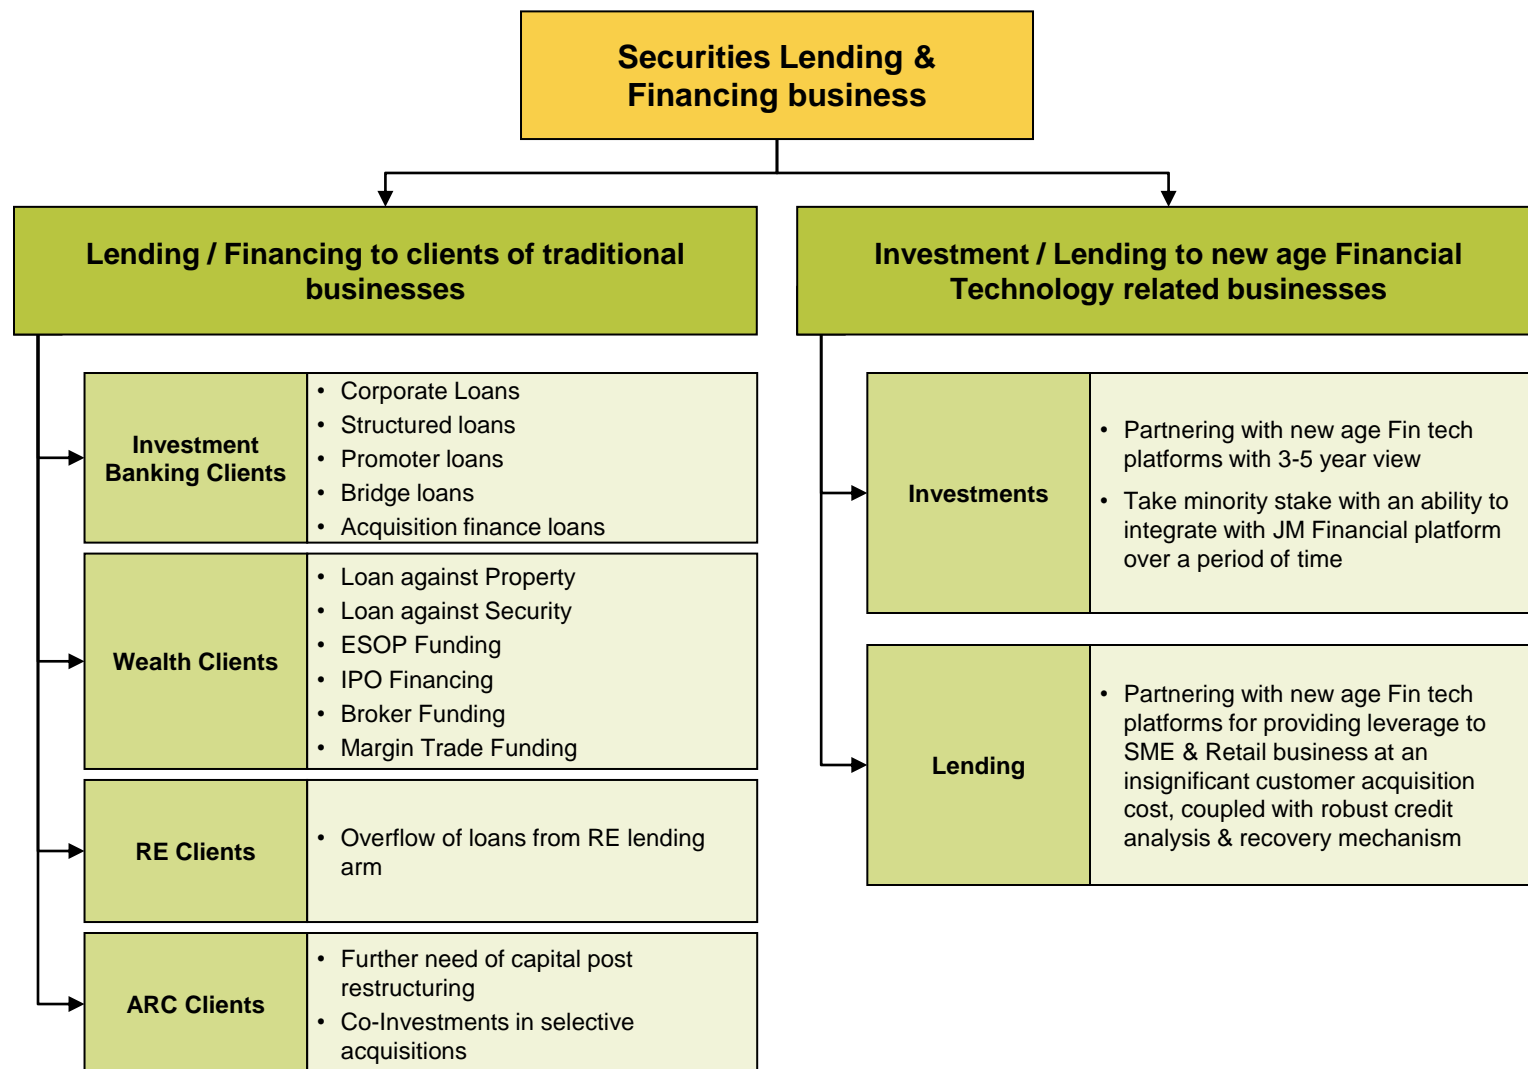 Securities Lending &
Financing business
Lending / Financing to clients of traditional
businesses
Investment / Lending to new age Financial
Technology related businesses
Investment
Banking Clients
• Corporate Loans
• Structured loans
• Promoter loans
• Bridge loans
• Acquisition finance loans
Wealth Clients
• Loan against Property
• Loan against Security
• ESOP Funding
• IPO Financing
• Broker Funding
• Margin Trade Funding
RE Clients
• Overflow of loans from RE lending
arm
ARC Clients
• Further need of capital post
restructuring
• Co-Investments in selective
acquisitions
Investments
• Partnering with new age Fin tech
platforms with 3-5 year view
• Take minority stake with an ability to
integrate with JM Financial platform
over a period of time
Lending
• Partnering with new age Fin tech
platforms for providing leverage to
SME & Retail business at an
insignificant customer acquisition
cost, coupled with robust credit
analysis & recovery mechanism